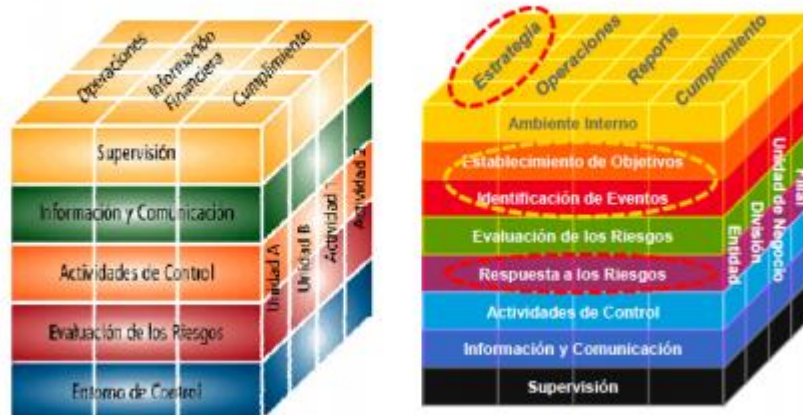 Operaciones
Información
Financiera
Cumplimiento
Supervisión
Información y Comunicación
Actividades de Control
Evaluación de los Riesgos
Entorno de Control
Unidad A
Unidad B
Actividad 1
Actividad 2
Estrategia
Operaciones
Reporte
Cumplimiento
Ambiente Interno
Establecimiento de Objetivos
Identificación de Eventos
Evaluación de los Riesgos
Respuesta a los Riesgos
Actividades de Control
Información y Comunicación
Supervisión
Entidad
División
Unidad de Negocio